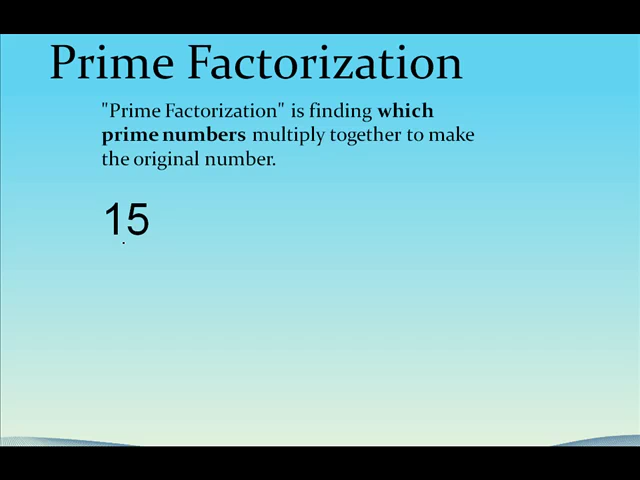 Prime Factorization
"Prime Factorization" is finding which
prime numbers multiply together to make
the original number.
15